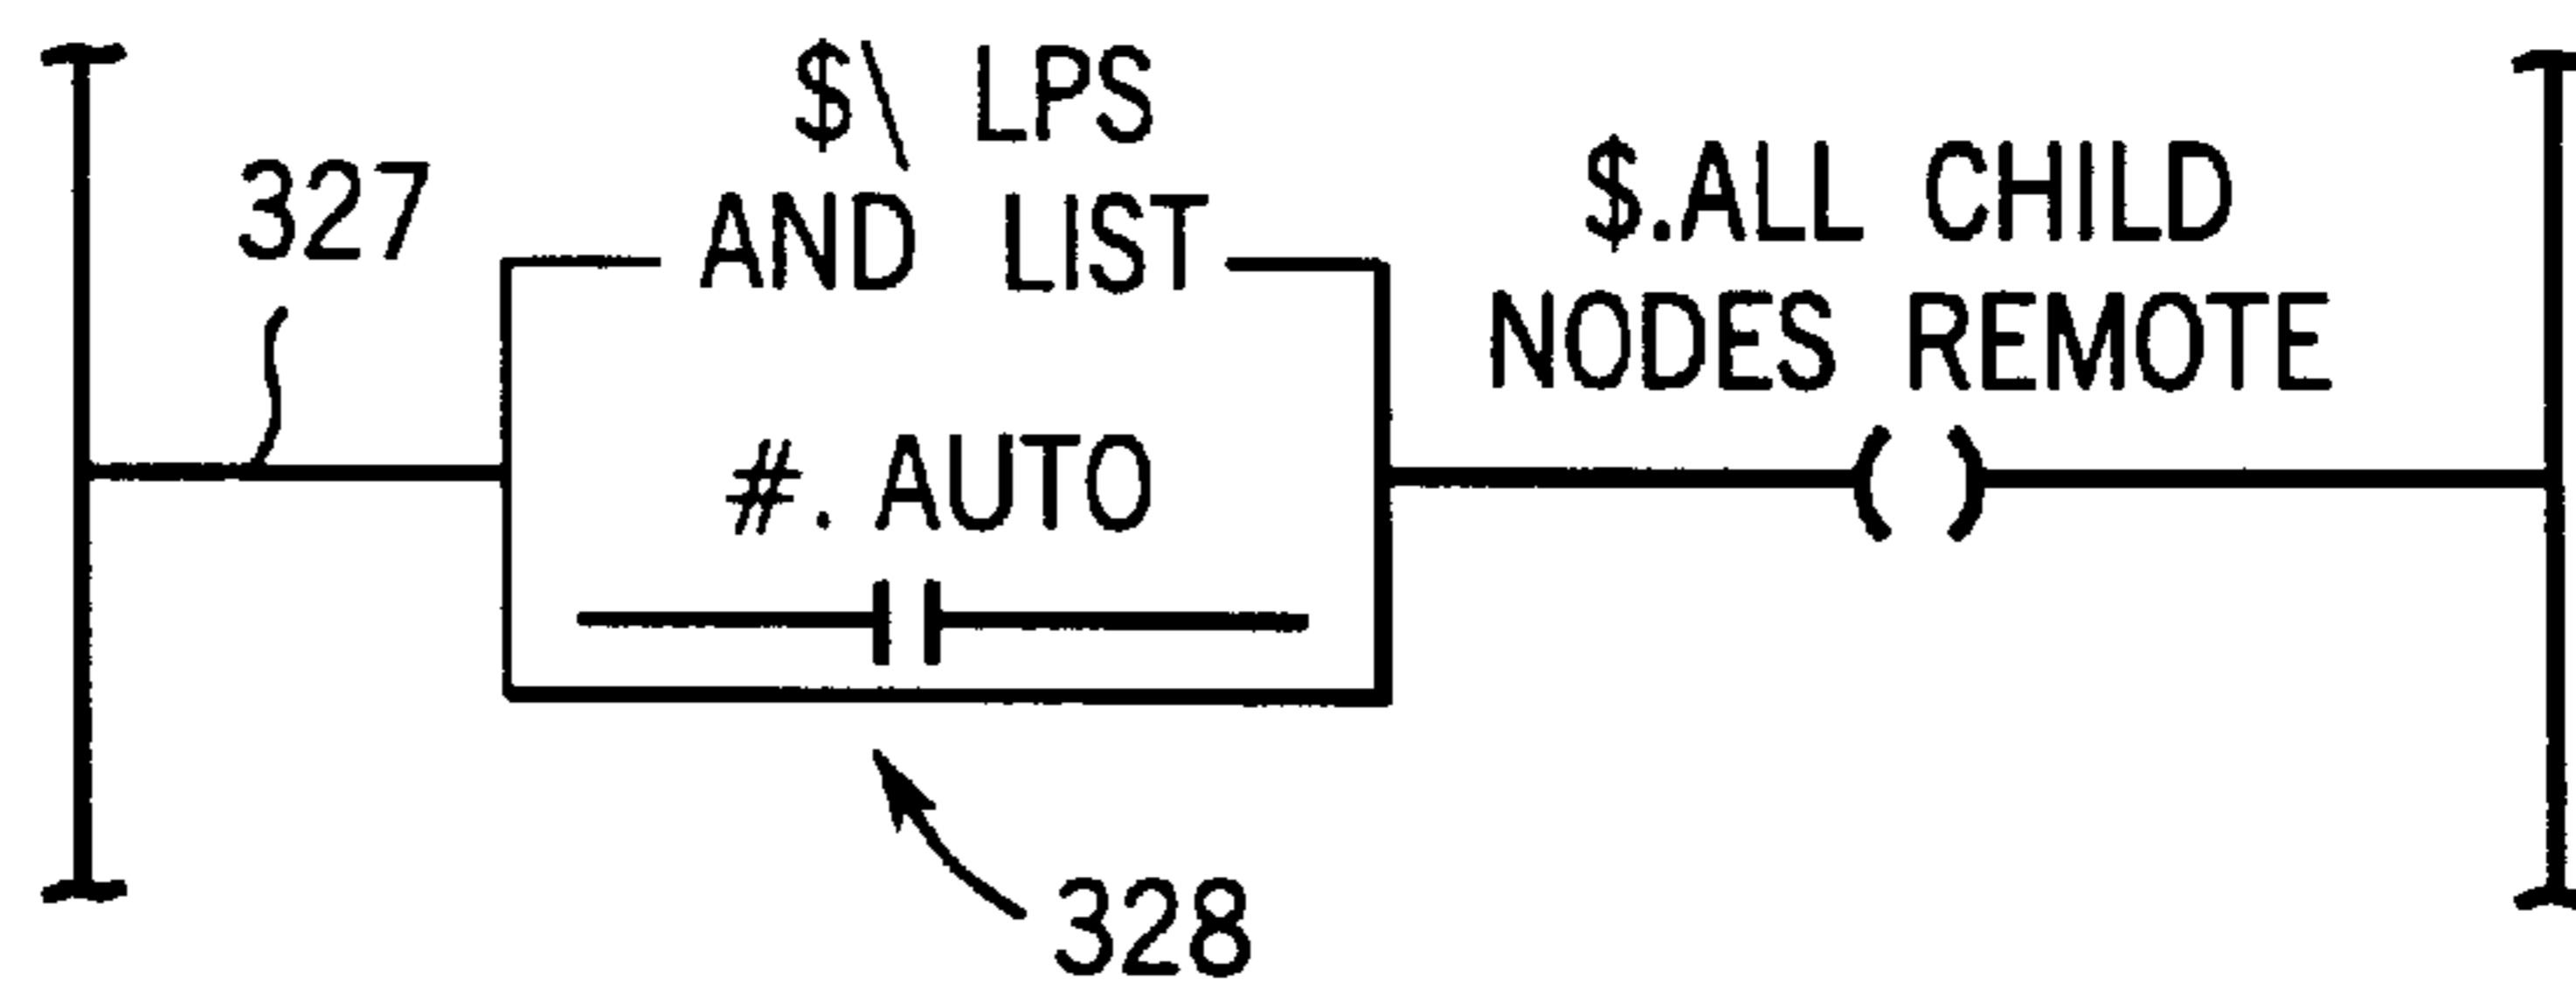 327
$\ LPS
AND LIST
#. AUTO
$.ALL CHILD
NODES REMOTE
328